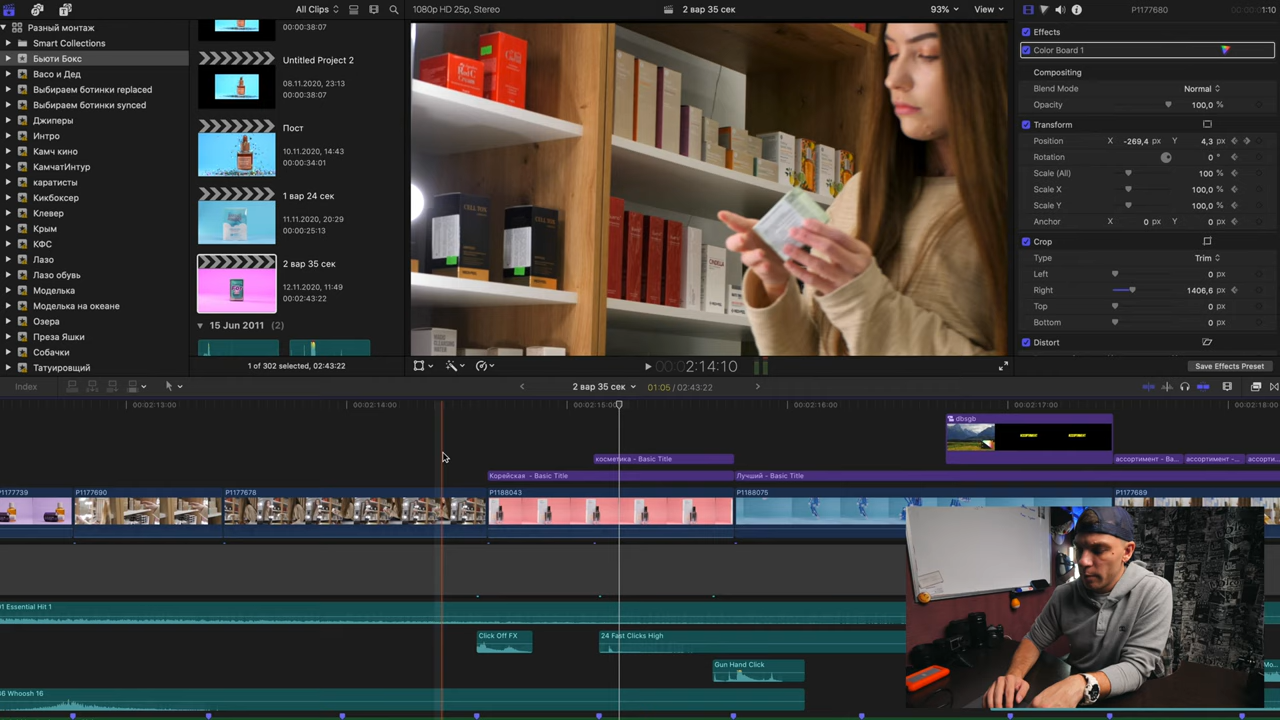 All Clips
1080p HD 25p, Stereo
2 вар 35 сек
93%
View
P1177680
1:10
Разный монтаж
Smart Collections
Бьюти Бокс
Васо и Дед
Выбираем ботинки replaced
Выбираем ботинки synced
Джиперы
Интро
Камч кино
КамчатИнтур
каратисты
Кикбоксер
Клевер
Крым
КФС
Лазо
Лазо обувь
Моделька
Моделька на океане
Озера
Преза Яшки
Собачки
Татуировщий
00:00:38:07
Untitled Project 2
08.11.2020, 23:13
00:00:38:07
Пост
10.11.2020, 14:43
00:00:34:01
1 вар 24 сек
11.11.2020, 20:29
00:00:25:13
2 вар 35 сек
12.11.2020, 11:49
00:02:43:22
15 Jun 2011 (2)
1 of 302 selected, 02:43:22
00:00:2:14:10
Effects
Color Board 1
Compositing
Blend Mode Normal
Opacity 100,0 %
Transform
Position X -269,4 px Y 4,3 px
Rotation 0 °
Scale (All) 100 %
Scale X 100,0 %
Scale Y 100,0 %
Anchor X 0 px Y 0 px
Crop
Type Trim
Left 0 px
Right 1406,6 px
Top 0 px
Bottom 0 px
Distort
Save Effects Preset
Index
2 вар 35 сек
01:05 / 02:43:22
00:02:13:00
00:02:14:00
00:02:15:00
00:02:16:00
00:02:17:00
00:02:18:00
dbsgb
косметика - Basic Title
ассортимент - Ba...
ассортимент -...
ассорти
Корейская - Basic Title
Лучший - Basic Title
P1177739
P1177690
P1177678
P1188043
P1188075
P1177689
01 Essential Hit 1
Click Off FX
24 Fast Clicks High
Gun Hand Click
36 Whoosh 16
Mo...